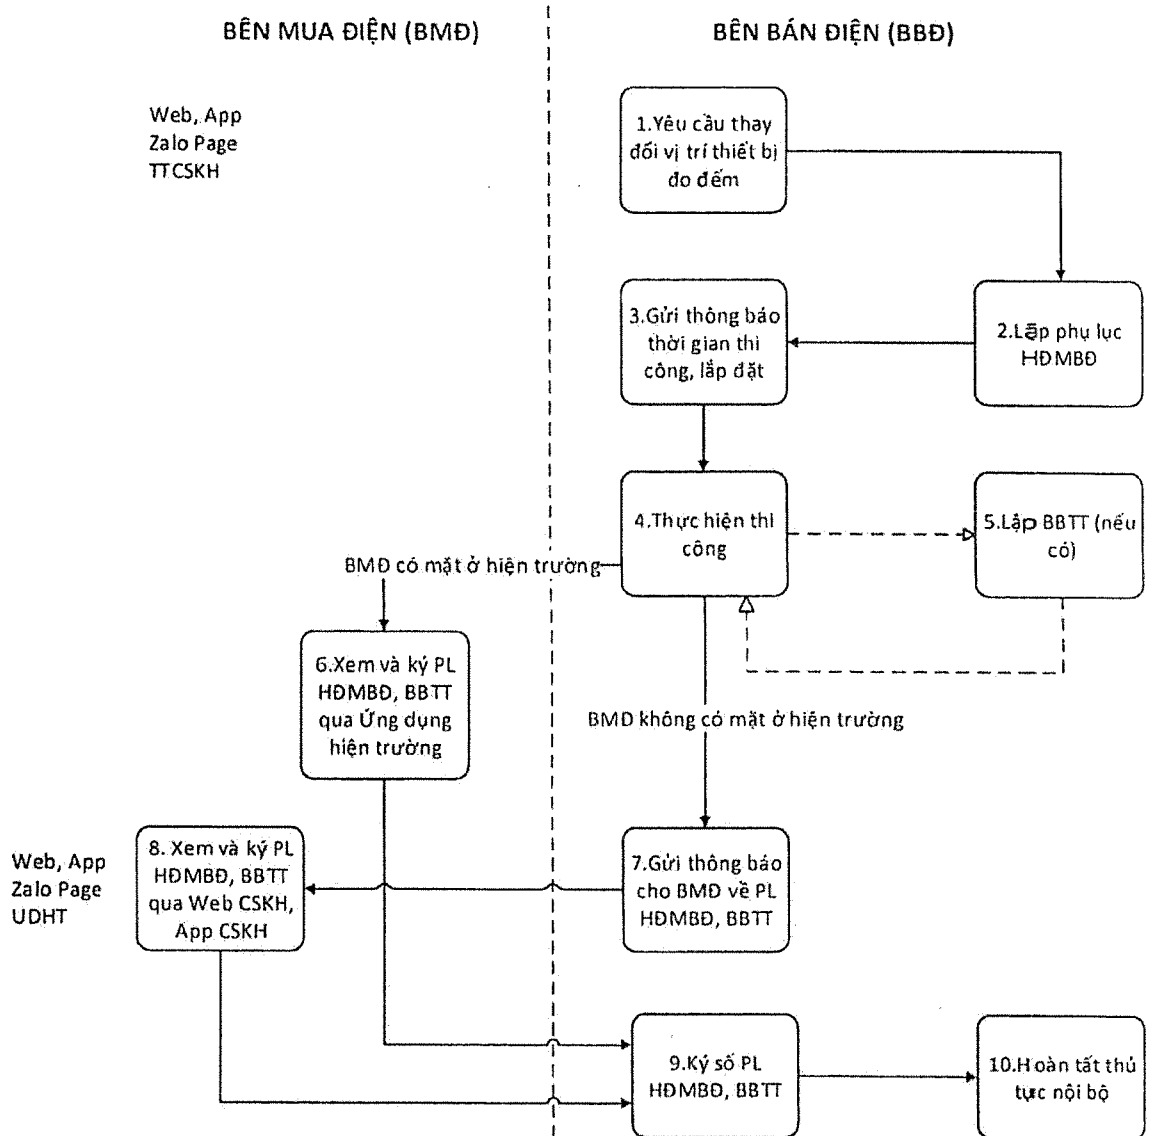 BÊN MUA ĐIỆN (BMĐ)
BÊN BÁN ĐIỆN (BBĐ)
Web, App
Zalo Page
TTCSKH
1.Yêu cầu thay
đổi vị trí thiết bị
đo đếm
3.Gửi thông báo
thời gian thi
công, lắp đặt
2.Lập phụ lục
HĐMBĐ
4.Thực hiện thi
công
5.Lập BBTT (nếu
có)
BMĐ có mặt ở hiện trường
6.Xem và ký PL
HĐMBĐ, BBTT
qua Ứng dụng
hiện trường
BMĐ không có mặt ở hiện trường
Web, App
Zalo Page
UDHT
8. Xem và ký PL
HĐMBĐ, BBTT
qua Web CSKH,
App CSKH
7.Gửi thông báo
cho BMĐ về PL
HĐMBĐ, BBTT
9.Ký số PL
HĐMBĐ, BBTT
10.Hoàn tất thủ
tục nội bộ